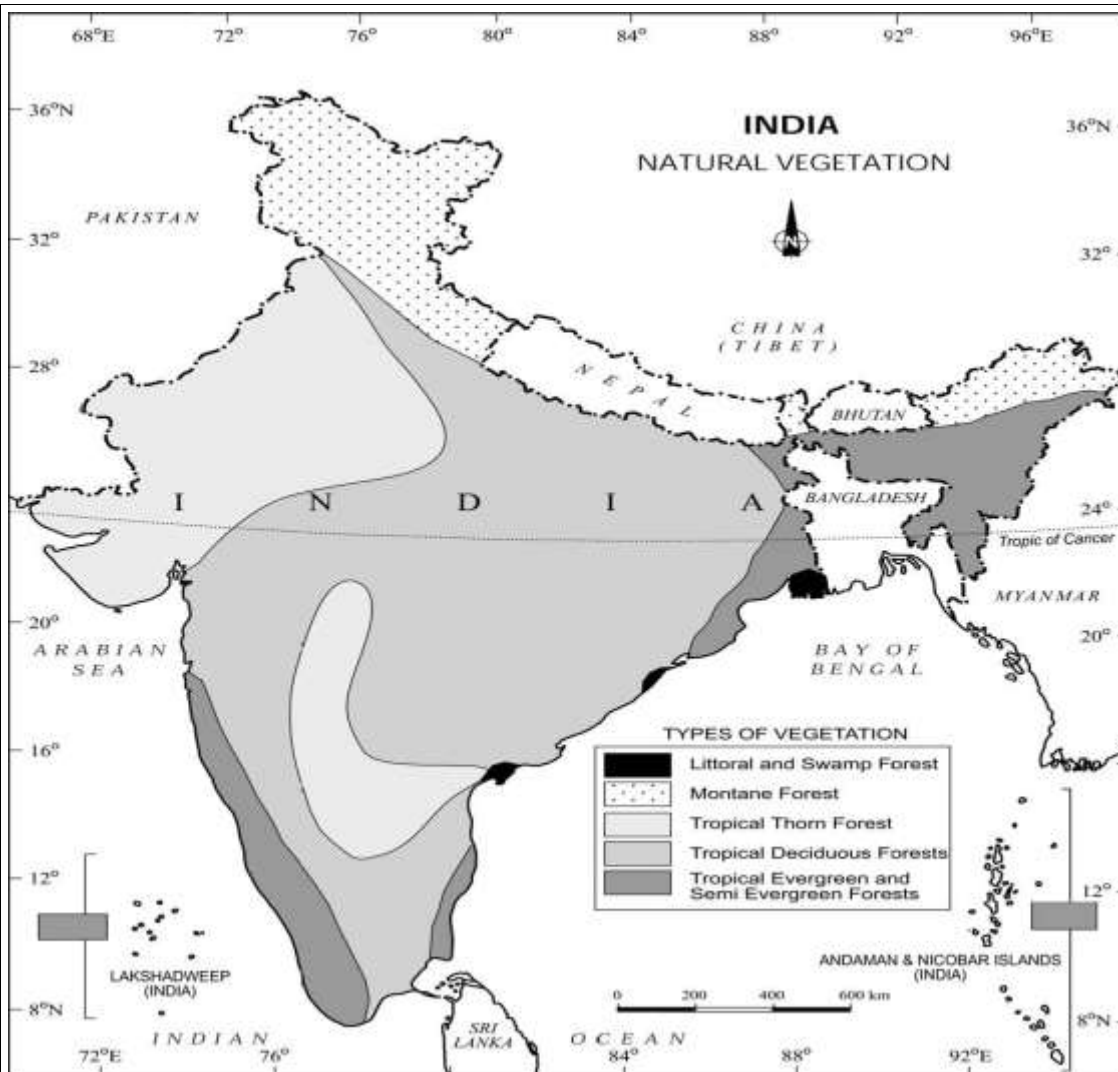 68°E 72° 76° 80° 84° 88° 92° 96°E
36°N
INDIA
36°N
NATURAL VEGETATION
N
PAKISTAN
32°
32°
CHINA
(TIBET)
28°
NEPAL
28°
BHUTAN
I N D I A
BANGLADESH
24°
Tropic of Cancer
MYANMAR
20°
20°
ARABIAN
SEA
BAY OF
BENGAL
TYPES OF VEGETATION
16°
Littoral and Swamp Forest
Montane Forest
Tropical Thorn Forest
Tropical Deciduous Forests
Tropical Evergreen and
Semi Evergreen Forests
12°
12°
LAKSHADWEEP
(INDIA)
ANDAMAN & NICOBAR ISLANDS
(INDIA)
0 200 400 600 km
8°N
8°N
INDIAN OCEAN
SRI
LANKA
72°E 76° 84° 88° 92°E